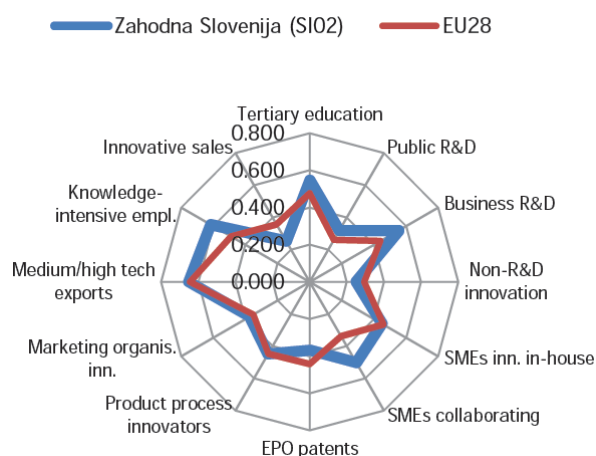 Zahodna Slovenija (SI02)
EU28
Tertiary education
0.800
0.600
0.400
0.200
0.000
Public R&D
Business R&D
Non-R&D
innovation
SMEs inn. in-house
SMEs collaborating
EPO patents
Product process
innovators
Marketing organis.
inn.
Medium/high tech
exports
Knowledge-
intensive empl.
Innovative sales